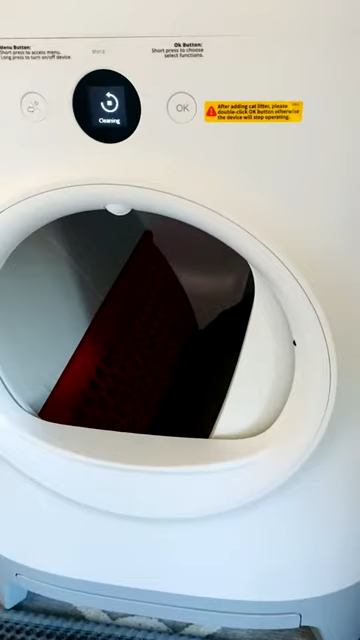 Menu Button:
Short press to access menu.
Long press to turn on/off device.
Ok Button:
Short press to choose
select functions.
Cleaning
OK
After adding cat litter, please
double-click OK button otherwise
the device will stop operating.